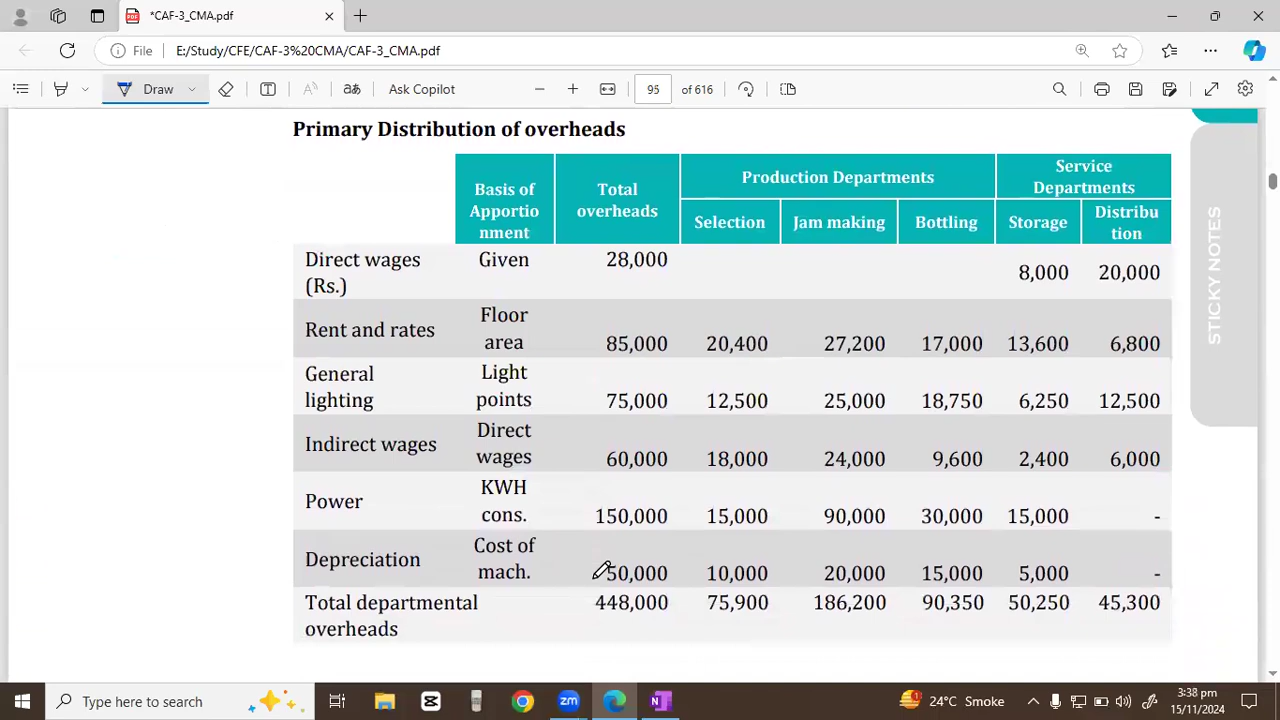 *CAF-3_CMA.pdf
File E:/Study/CFE/CAF-3%20CMA/CAF-3_CMA.pdf
Draw Ask Copilot 95 of 616
Primary Distribution of overheads
Basis of Apportio nment
Total overheads
Production Departments
Service Departments
Selection Jam making Bottling Storage Distribu tion
Direct wages (Rs.) Given 28,000 8,000 20,000
Rent and rates Floor area 85,000 20,400 27,200 17,000 13,600 6,800
General lighting Light points 75,000 12,500 25,000 18,750 6,250 12,500
Indirect wages Direct wages 60,000 18,000 24,000 9,600 2,400 6,000
Power KWH cons. 150,000 15,000 90,000 30,000 15,000 -
Depreciation Cost of mach. 50,000 10,000 20,000 15,000 5,000 -
Total departmental overheads 448,000 75,900 186,200 90,350 50,250 45,300
STICKY NOTES
Type here to search
zm
N
1
24°C Smoke
3:38 pm
15/11/2024